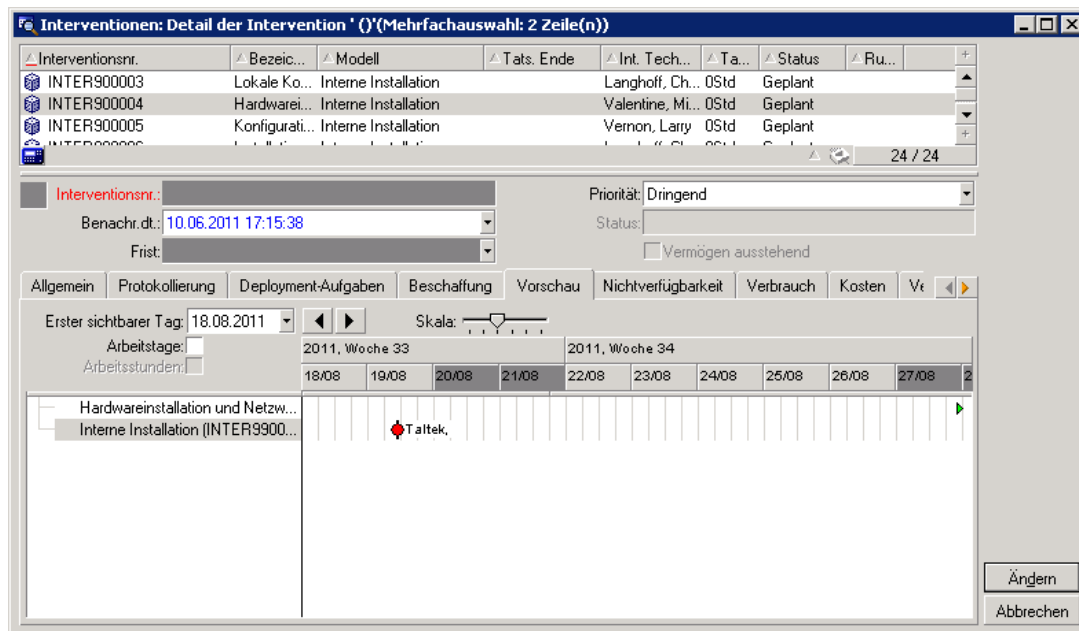 Interventionen: Detail der Intervention ' ()'(Mehrfachauswahl: 2 Zeile(n))
Interventionsnr. Bezeic... Modell Tats. Ende Int. Tech... Ta... Status Ru...
INTER900003 Lokale Ko... Interne Installation Langhoff, Ch... 0Std Geplant
INTER900004 Hardwarei... Interne Installation Valentine, Mi... 0Std Geplant
INTER900005 Konfigurati... Interne Installation Vernon, Larry 0Std Geplant
24 / 24
Interventionsnr.: Priorität: Dringend
Benachr.dt.: 10.06.2011 17:15:38 Status:
Frist: Vermögen ausstehend
Allgemein Protokollierung Deployment-Aufgaben Beschaffung Vorschau Nichtverfügbarkeit Verbrauch Kosten
Erster sichtbarer Tag: 18.08.2011 Skala:
Arbeitstage: 2011, Woche 33 2011, Woche 34
Arbeitsstunden:
18/08 19/08 20/08 21/08 22/08 23/08 24/08 25/08 26/08 27/08 2
Hardwareinstallation und Netzw...
Interne Installation (INTER9900... Taltek,
Ändern
Abbrechen